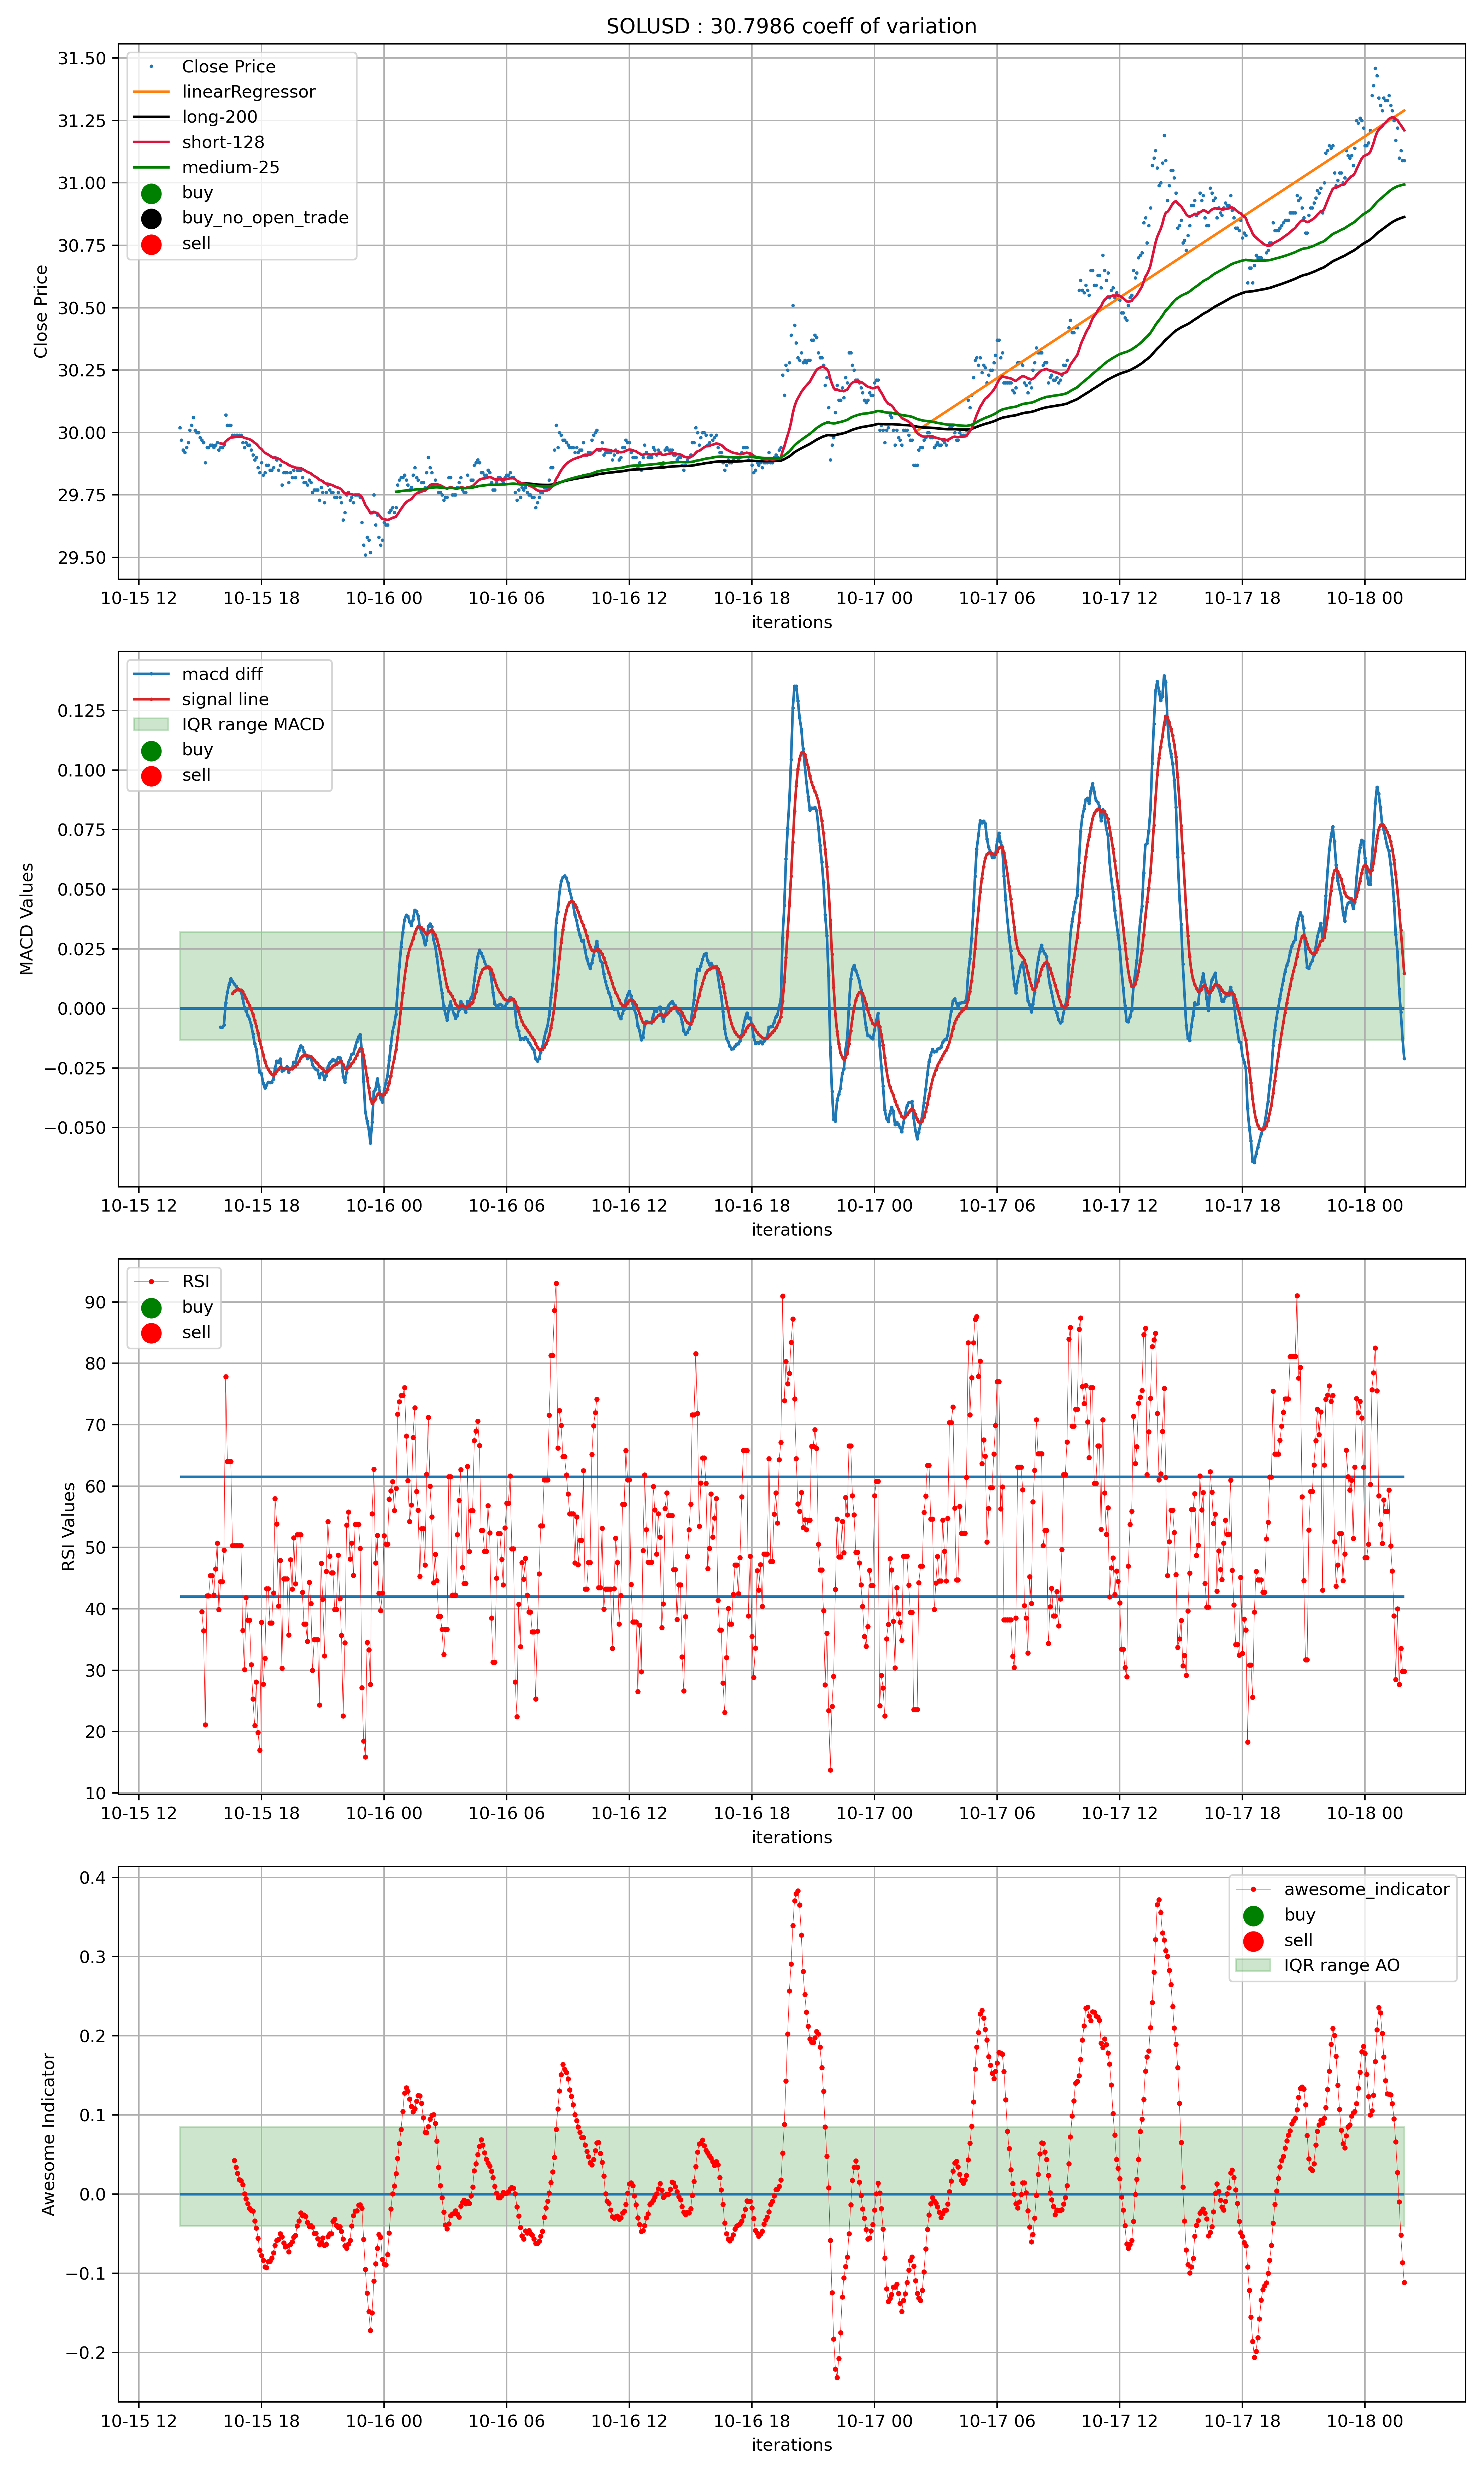 SOLUSD : 30.7986 coeff of variation
31.50
31.25
31.00
30.75
30.50
30.25
30.00
29.75
29.50
Close Price
Close Price
linearRegressor
long-200
short-128
medium-25
buy
buy_no_open_trade
sell
10-15 12 10-15 18 10-16 00 10-16 06 10-16 12 10-16 18 10-17 00 10-17 06 10-17 12 10-17 18 10-18 00
iterations
0.125
0.100
0.075
0.050
0.025
0.000
−0.025
−0.050
MACD Values
macd diff
signal line
IQR range MACD
buy
sell
10-15 12 10-15 18 10-16 00 10-16 06 10-16 12 10-16 18 10-17 00 10-17 06 10-17 12 10-17 18 10-18 00
iterations
90
80
70
60
50
40
30
20
10
RSI Values
RSI
buy
sell
10-15 12 10-15 18 10-16 00 10-16 06 10-16 12 10-16 18 10-17 00 10-17 06 10-17 12 10-17 18 10-18 00
iterations
0.4
0.3
0.2
0.1
0.0
−0.1
−0.2
Awesome Indicator
awesome_indicator
buy
sell
IQR range AO
10-15 12 10-15 18 10-16 00 10-16 06 10-16 12 10-16 18 10-17 00 10-17 06 10-17 12 10-17 18 10-18 00
iterations